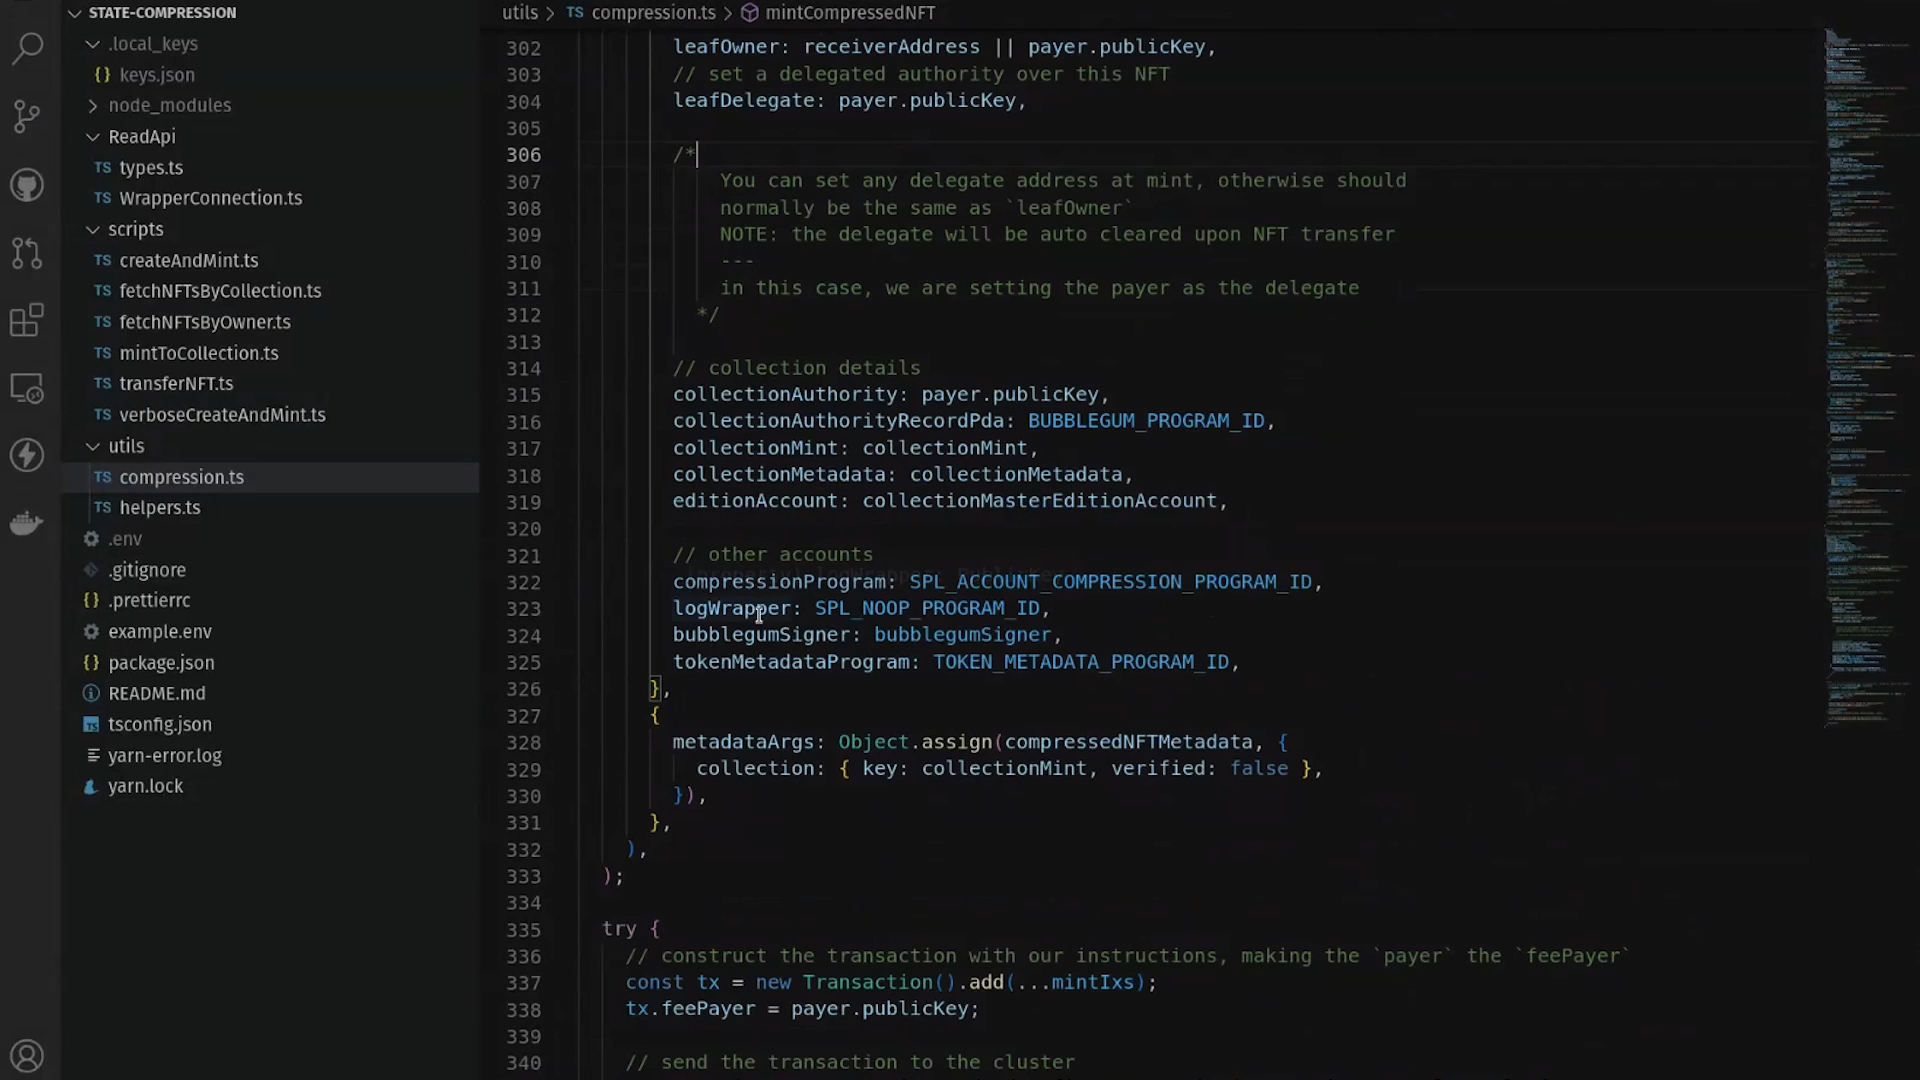 STATE-COMPRESSION
.local_keys
{} keys.json
node_modules
ReadApi
TS types.ts
TS WrapperConnection.ts
scripts
TS createAndMint.ts
TS fetchNFTsByCollection.ts
TS fetchNFTsByOwner.ts
TS mintToCollection.ts
TS transferNFT.ts
TS verboseCreateAndMint.ts
utils
TS compression.ts
TS helpers.ts
.env
.gitignore
{} .prettierrc
example.env
{} package.json
README.md
TS tsconfig.json
yarn-error.log
yarn.lock
utils > TS compression.ts > mintCompressedNFT
302 leafOwner: receiverAddress || payer.publicKey,
303 // set a delegated authority over this NFT
304 leafDelegate: payer.publicKey,
305
306 /*
307 You can set any delegate address at mint, otherwise should
308 normally be the same as `leafOwner`
309 NOTE: the delegate will be auto cleared upon NFT transfer
310 ---
311 in this case, we are setting the payer as the delegate
312 */
313
314 // collection details
315 collectionAuthority: payer.publicKey,
316 collectionAuthorityRecordPda: BUBBLEGUM_PROGRAM_ID,
317 collectionMint: collectionMint,
318 collectionMetadata: collectionMetadata,
319 editionAccount: collectionMasterEditionAccount,
320
321 // other accounts
322 compressionProgram: SPL_ACCOUNT_COMPRESSION_PROGRAM_ID,
323 logWrapper: SPL_NOOP_PROGRAM_ID,
324 bubblegumSigner: bubblegumSigner,
325 tokenMetadataProgram: TOKEN_METADATA_PROGRAM_ID,
326 },
327 {
328 metadataArgs: Object.assign(compressedNFTMetadata, {
329 collection: { key: collectionMint, verified: false },
330 }),
331 },
332 ),
333 );
334
335 try {
336 // construct the transaction with our instructions, making the `payer` the `feePayer`
337 const tx = new Transaction().add(...mintIxs);
338 tx.feePayer = payer.publicKey;
339
340 // send the transaction to the cluster